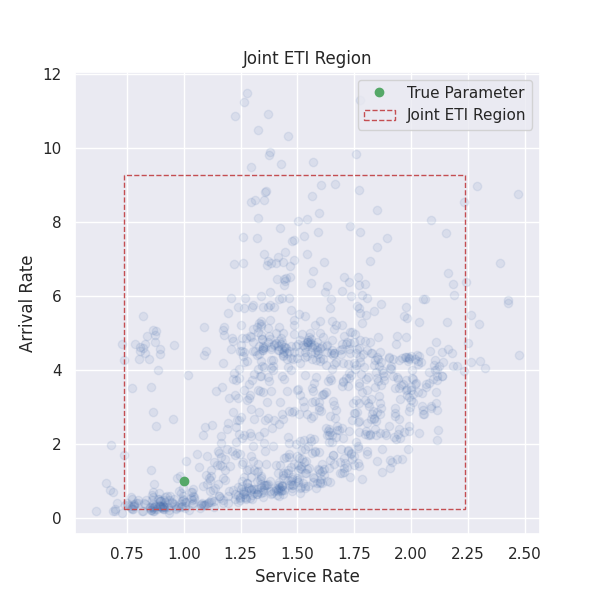 Joint ETI Region
True Parameter
Joint ETI Region
Arrival Rate
12
10
8
6
4
2
0
0.75 1.00 1.25 1.50 1.75 2.00 2.25 2.50
Service Rate